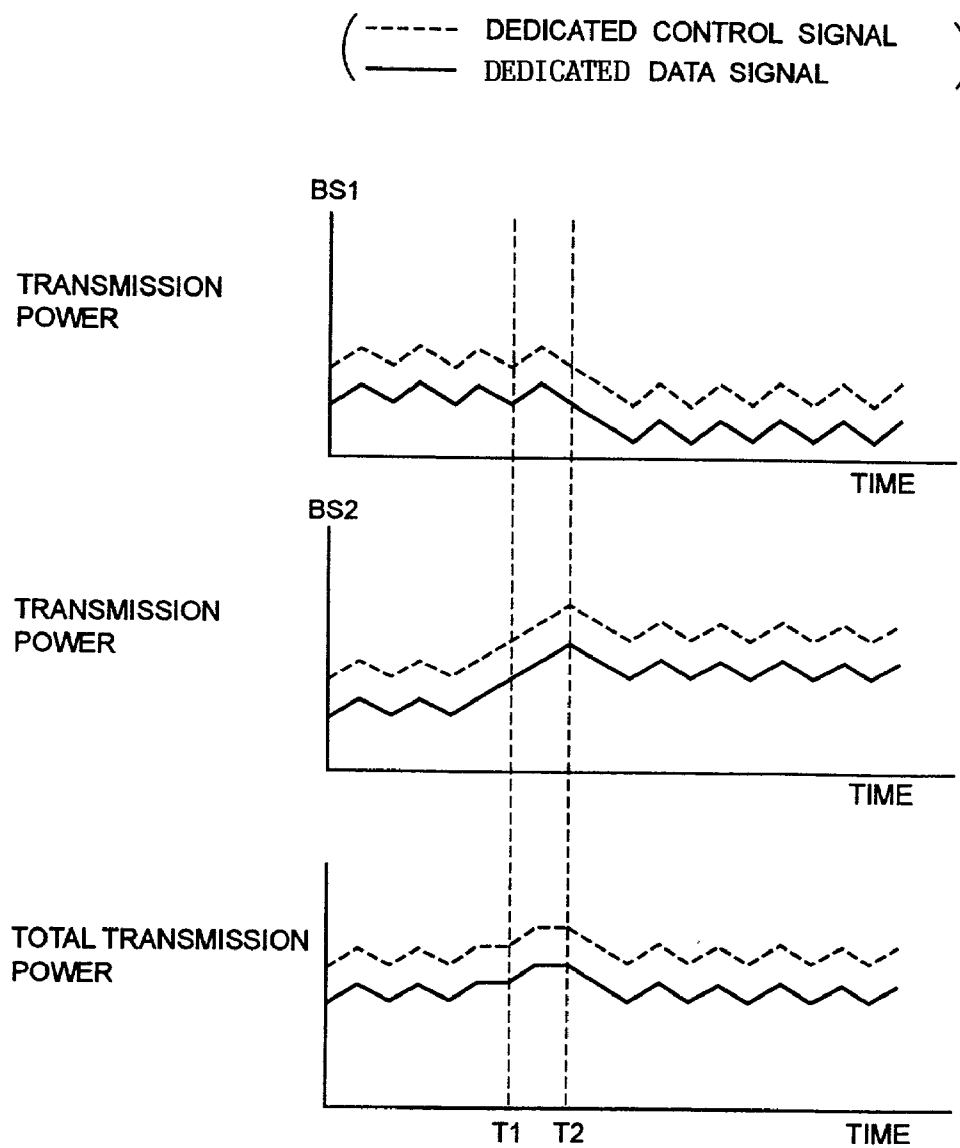 DEDICATED CONTROL SIGNAL
DEDICATED DATA SIGNAL
BS1
TRANSMISSION
POWER
TIME
BS2
TRANSMISSION
POWER
TIME
TOTAL TRANSMISSION
POWER
T1 T2 TIME